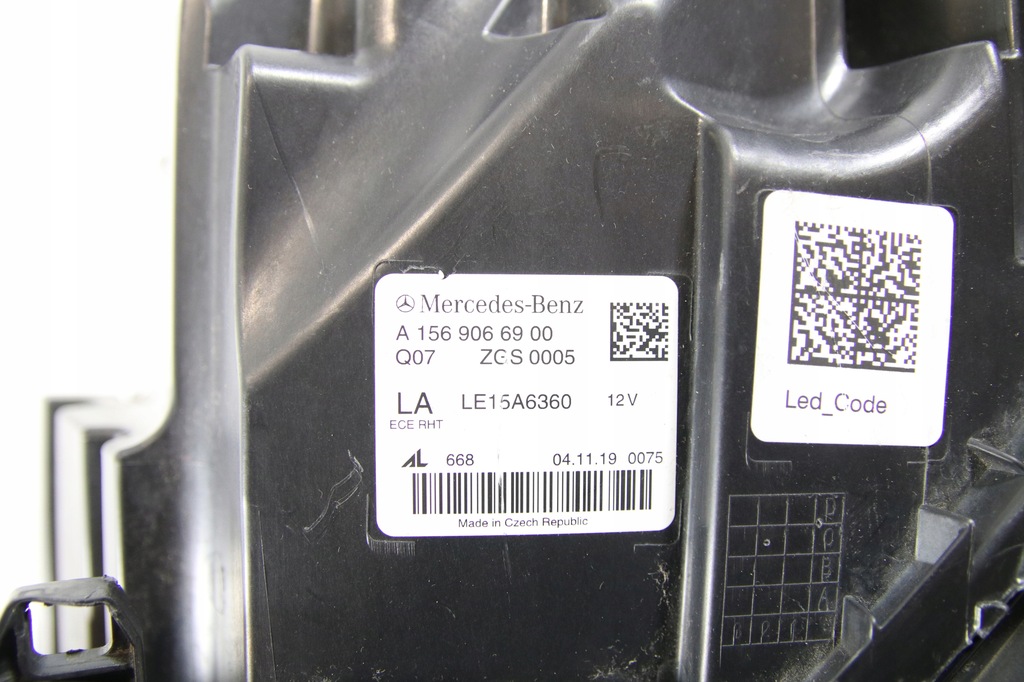 Mercedes-Benz
A 156 906 69 00
Q07 ZGS 0005
LA LE15A6360 12V
ECE RHT
AL 668 04.11.19 0075
Made in Czech Republic
Led_Code